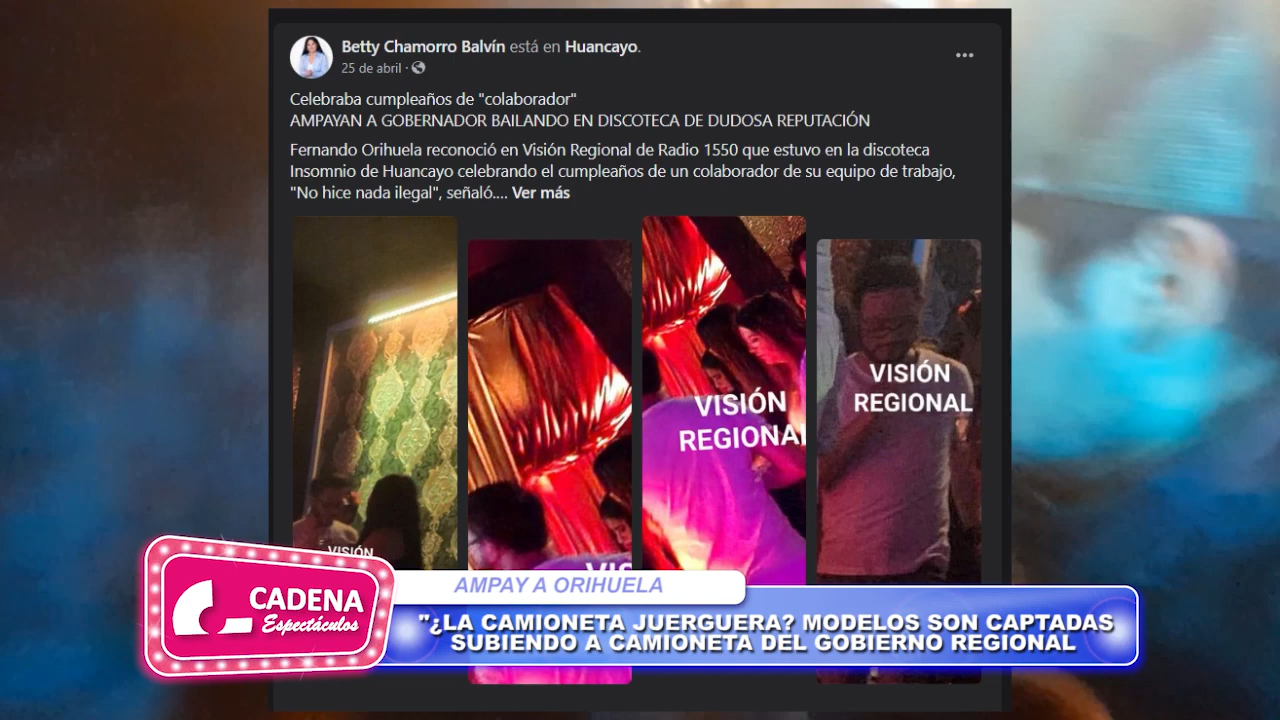 Betty Chamorro Balvín está en Huancayo.
25 de abril ·
Celebraba cumpleaños de "colaborador"
AMPAYAN A GOBERNADOR BAILANDO EN DISCOTECA DE DUDOSA REPUTACIÓN
Fernando Orihuela reconoció en Visión Regional de Radio 1550 que estuvo en la discoteca
Insomnio de Huancayo celebrando el cumpleaños de un colaborador de su equipo de trabajo,
"No hice nada ilegal", señaló.... Ver más
VISIÓN
REGIONAL
VISIÓN
REGIONAL
VISIÓN
VIS
CADENA
Espectáculos
AMPAY A ORIHUELA
"¿LA CAMIONETA JUERGUERA? MODELOS SON CAPTADAS
SUBIENDO A CAMIONETA DEL GOBIERNO REGIONAL